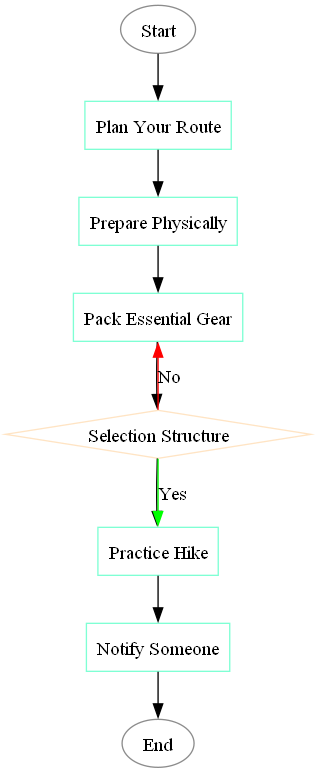 Start
Plan Your Route
Prepare Physically
Pack Essential Gear
No
Selection Structure
Yes
Practice Hike
Notify Someone
End